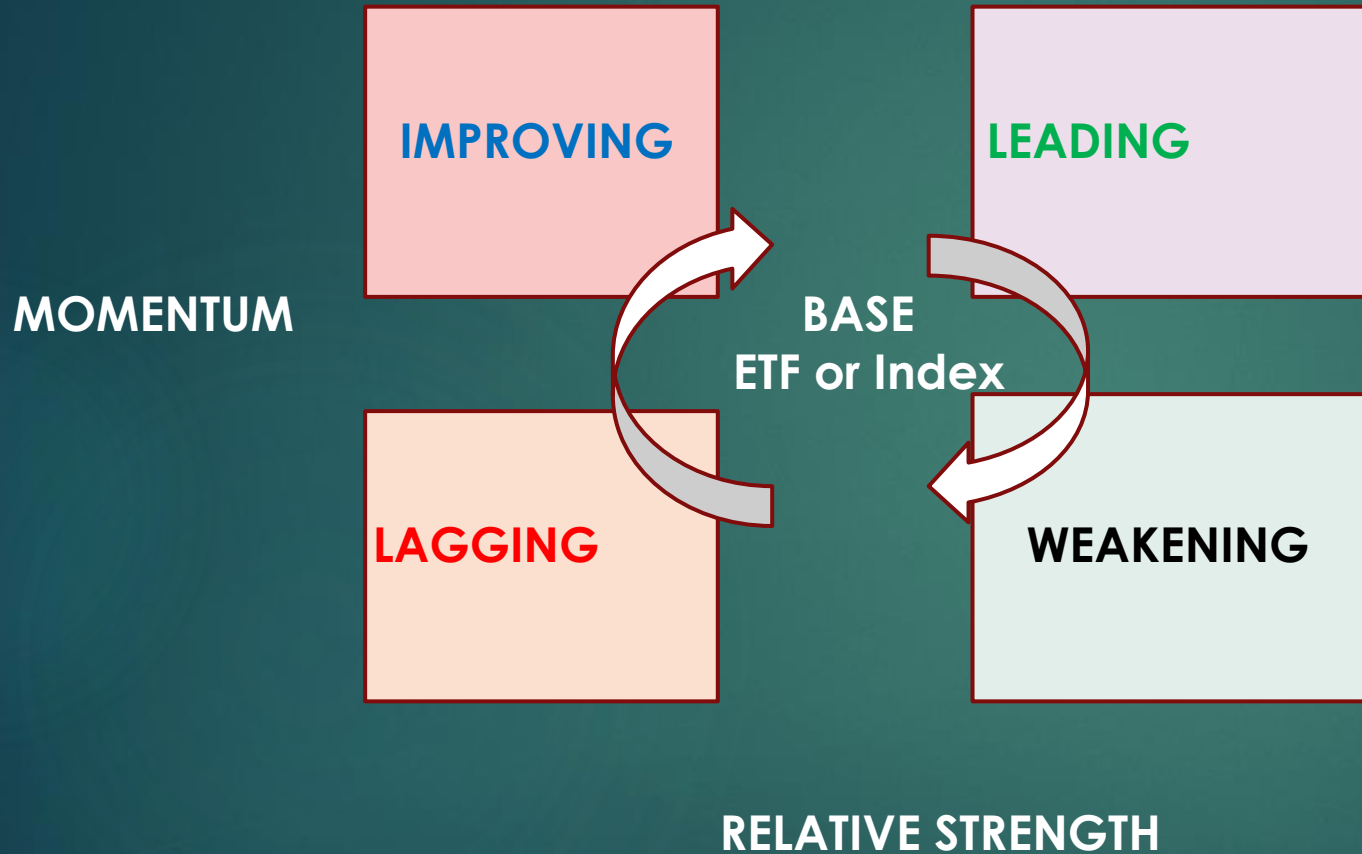 IMPROVING
LEADING
MOMENTUM
BASE
ETF or Index
LAGGING
WEAKENING
RELATIVE STRENGTH